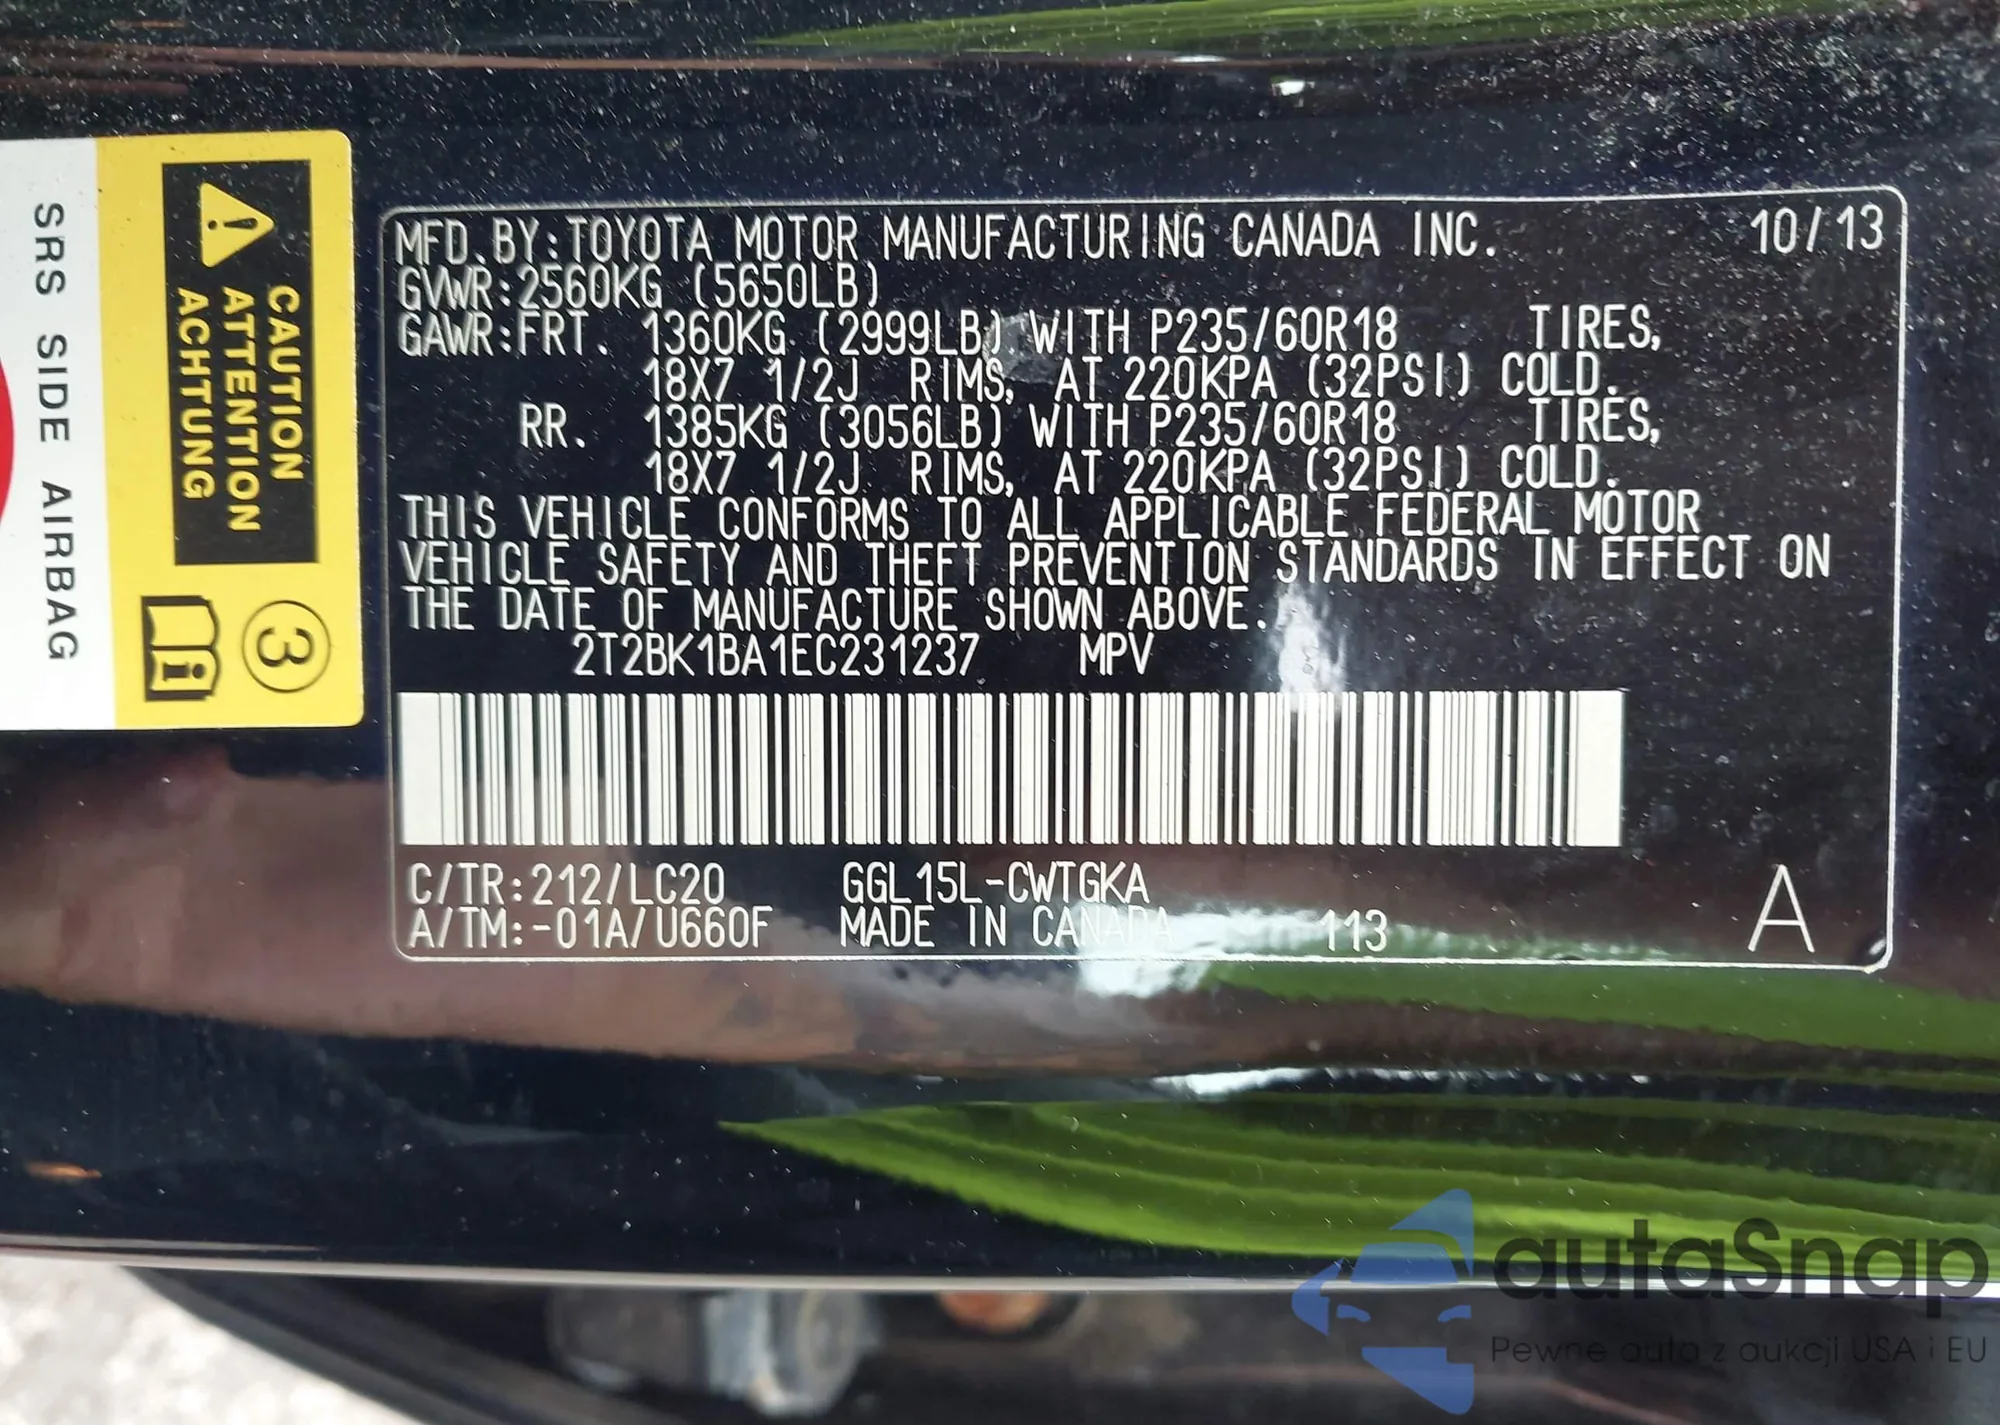 SRS SIDE AIRBAG
CAUTION
ATTENTION
ACHTUNG
3
i
MFD.BY:TOYOTA MOTOR MANUFACTURING CANADA INC. 10/13
GVWR:2560KG (5650LB)
GAWR:FRT. 1360KG (2999LB) WITH P235/60R18 TIRES,
18X7 1/2J RIMS, AT 220KPA (32PSI) COLD.
RR. 1385KG (3056LB) WITH P235/60R18 TIRES,
18X7 1/2J RIMS, AT 220KPA (32PSI) COLD.
THIS VEHICLE CONFORMS TO ALL APPLICABLE FEDERAL MOTOR
VEHICLE SAFETY AND THEFT PREVENTION STANDARDS IN EFFECT ON
THE DATE OF MANUFACTURE SHOWN ABOVE.
2T2BK1BA1EC231237 MPV
C/TR:212/LC20 GGL15L-CWTGKA
A/TM:-01A/U660F MADE IN CANADA 113 A
autaSnap
Pewne auta z aukcji USA i EU